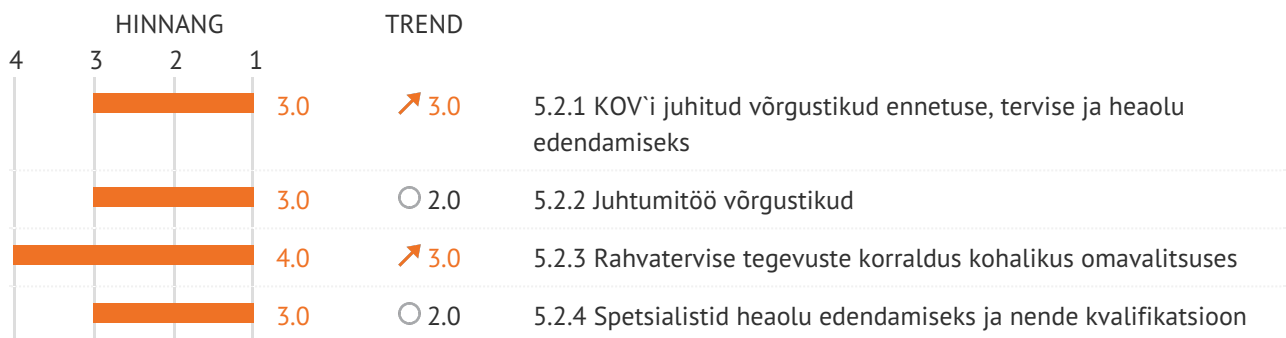 HINNANG TREND
4 3 2 1
3.0 3.0 5.2.1 KOV`i juhitud võrgustikud ennetuse, tervise ja heaolu
edendamiseks
3.0 2.0 5.2.2 Juhtumitöö võrgustikud
4.0 3.0 5.2.3 Rahvatervise tegevuste korraldus kohalikus omavalitsuses
3.0 2.0 5.2.4 Spetsialistid heaolu edendamiseks ja nende kvalifikatsioon